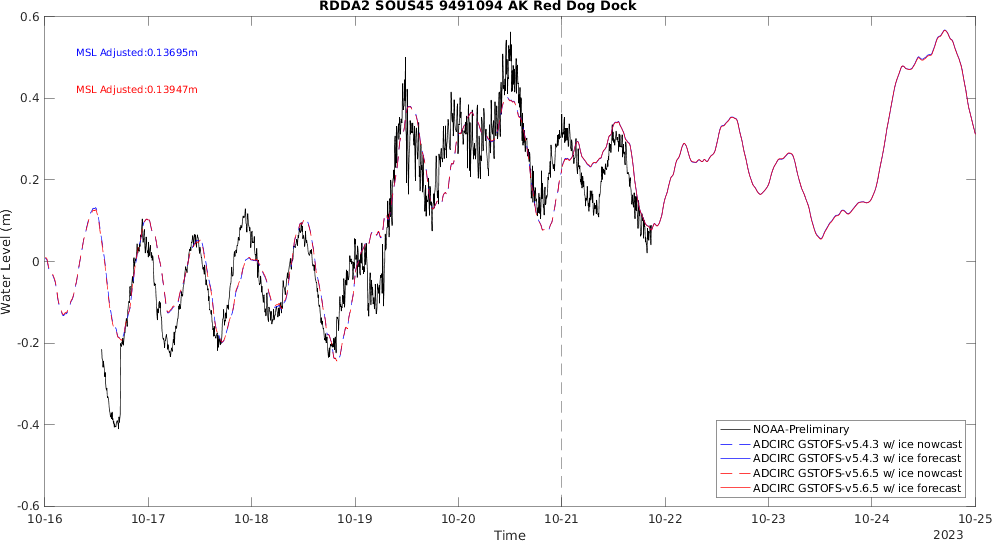 RDDA2 SOUS45 9491094 AK Red Dog Dock
0.6
MSL Adjusted:0.13695m
MSL Adjusted:0.13947m
0.4
0.2
0
-0.2
-0.4
-0.6
Water Level (m)
NOAA-Preliminary
ADCIRC GSTOFS-v5.4.3 w/ ice nowcast
ADCIRC GSTOFS-v5.4.3 w/ ice forecast
ADCIRC GSTOFS-v5.6.5 w/ ice nowcast
ADCIRC GSTOFS-v5.6.5 w/ ice forecast
10-16 10-17 10-18 10-19 10-20 10-21 10-22 10-23 10-24 10-25
Time
2023